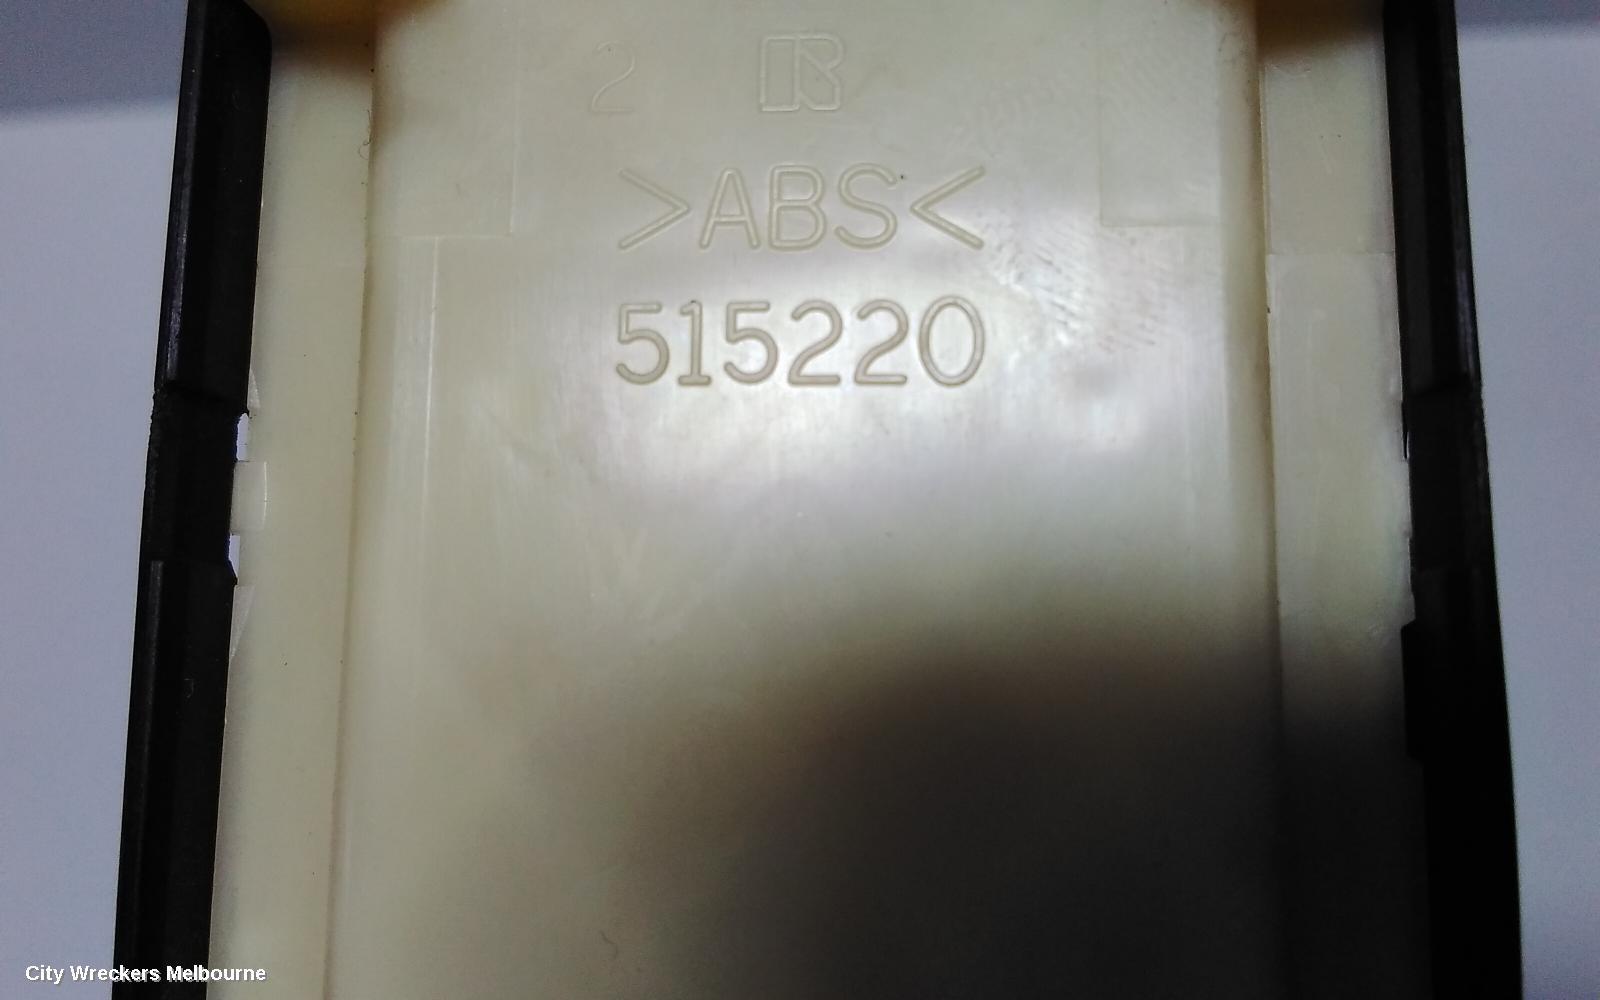 2 R
>ABS<
515220
City Wreckers Melbourne